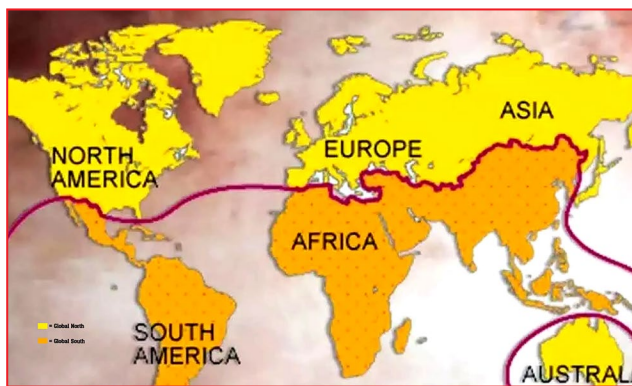 ASIA
EUROPE
NORTH
AMERICA
AFRICA
= Global North
= Global South
SOUTH
AMERICA
AUSTRAL